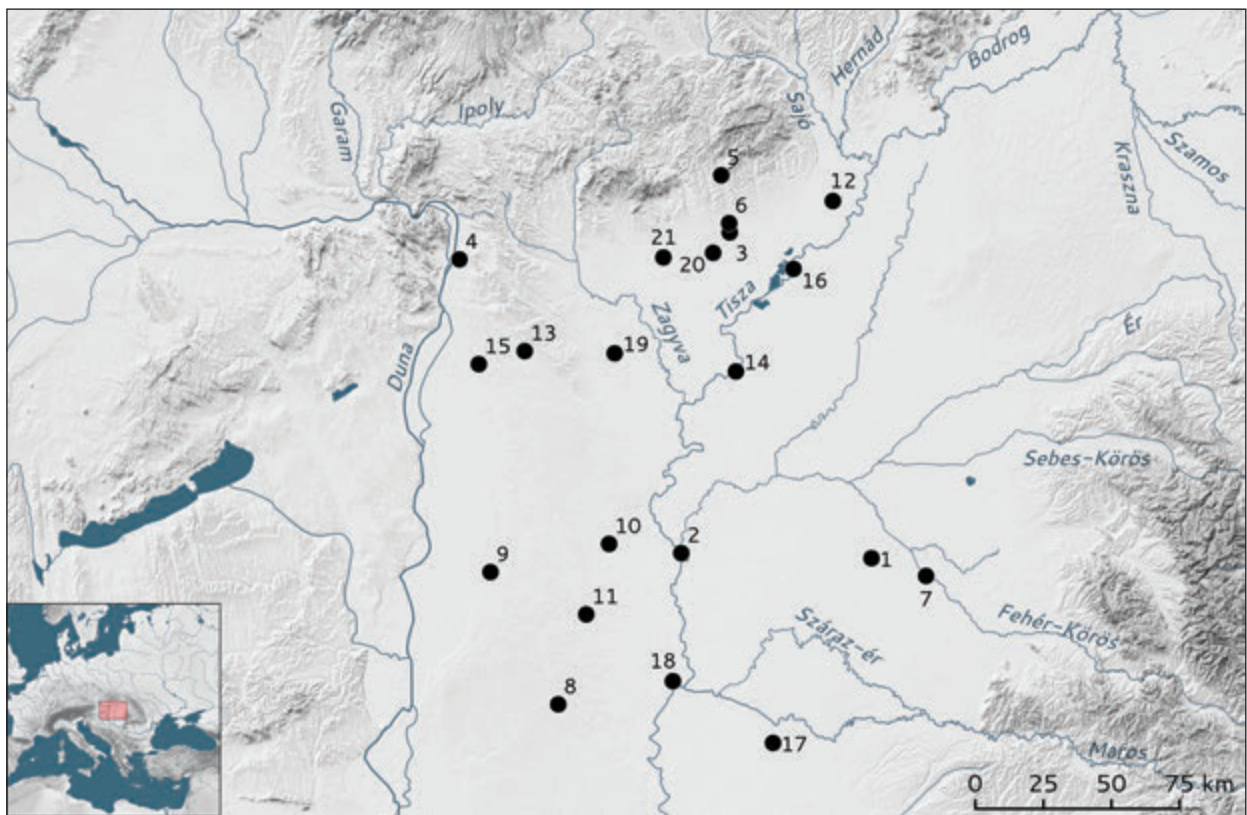 Garam
Ipoly
Sajó
Hernád
Bodrog
Szamos
Kraszna
5
12
6
4
21
20
3
16
Tisza
Zagyva
Ér
15
13
19
14
Duna
Sebes-Körös
10
2
9
1
7
11
Fehér-Körös
Száraz-ér
18
8
17
Maros
0 25 50 75 km